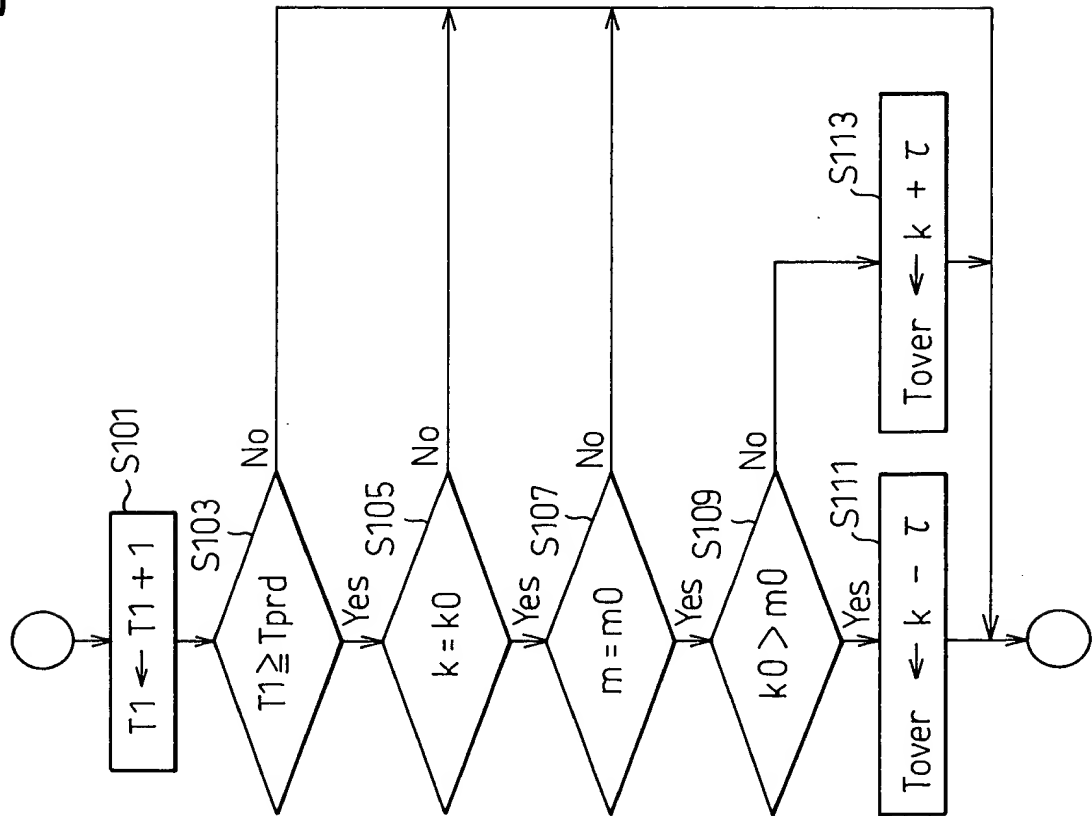 S101
T1 ← T1 + 1
S103
T1 ≧ Tprd
No
Yes
S105
k = k0
No
Yes
S107
m = m0
No
Yes
S109
k0 > m0
No
Yes
S111
Tover ← k - τ
S113
Tover ← k + τ